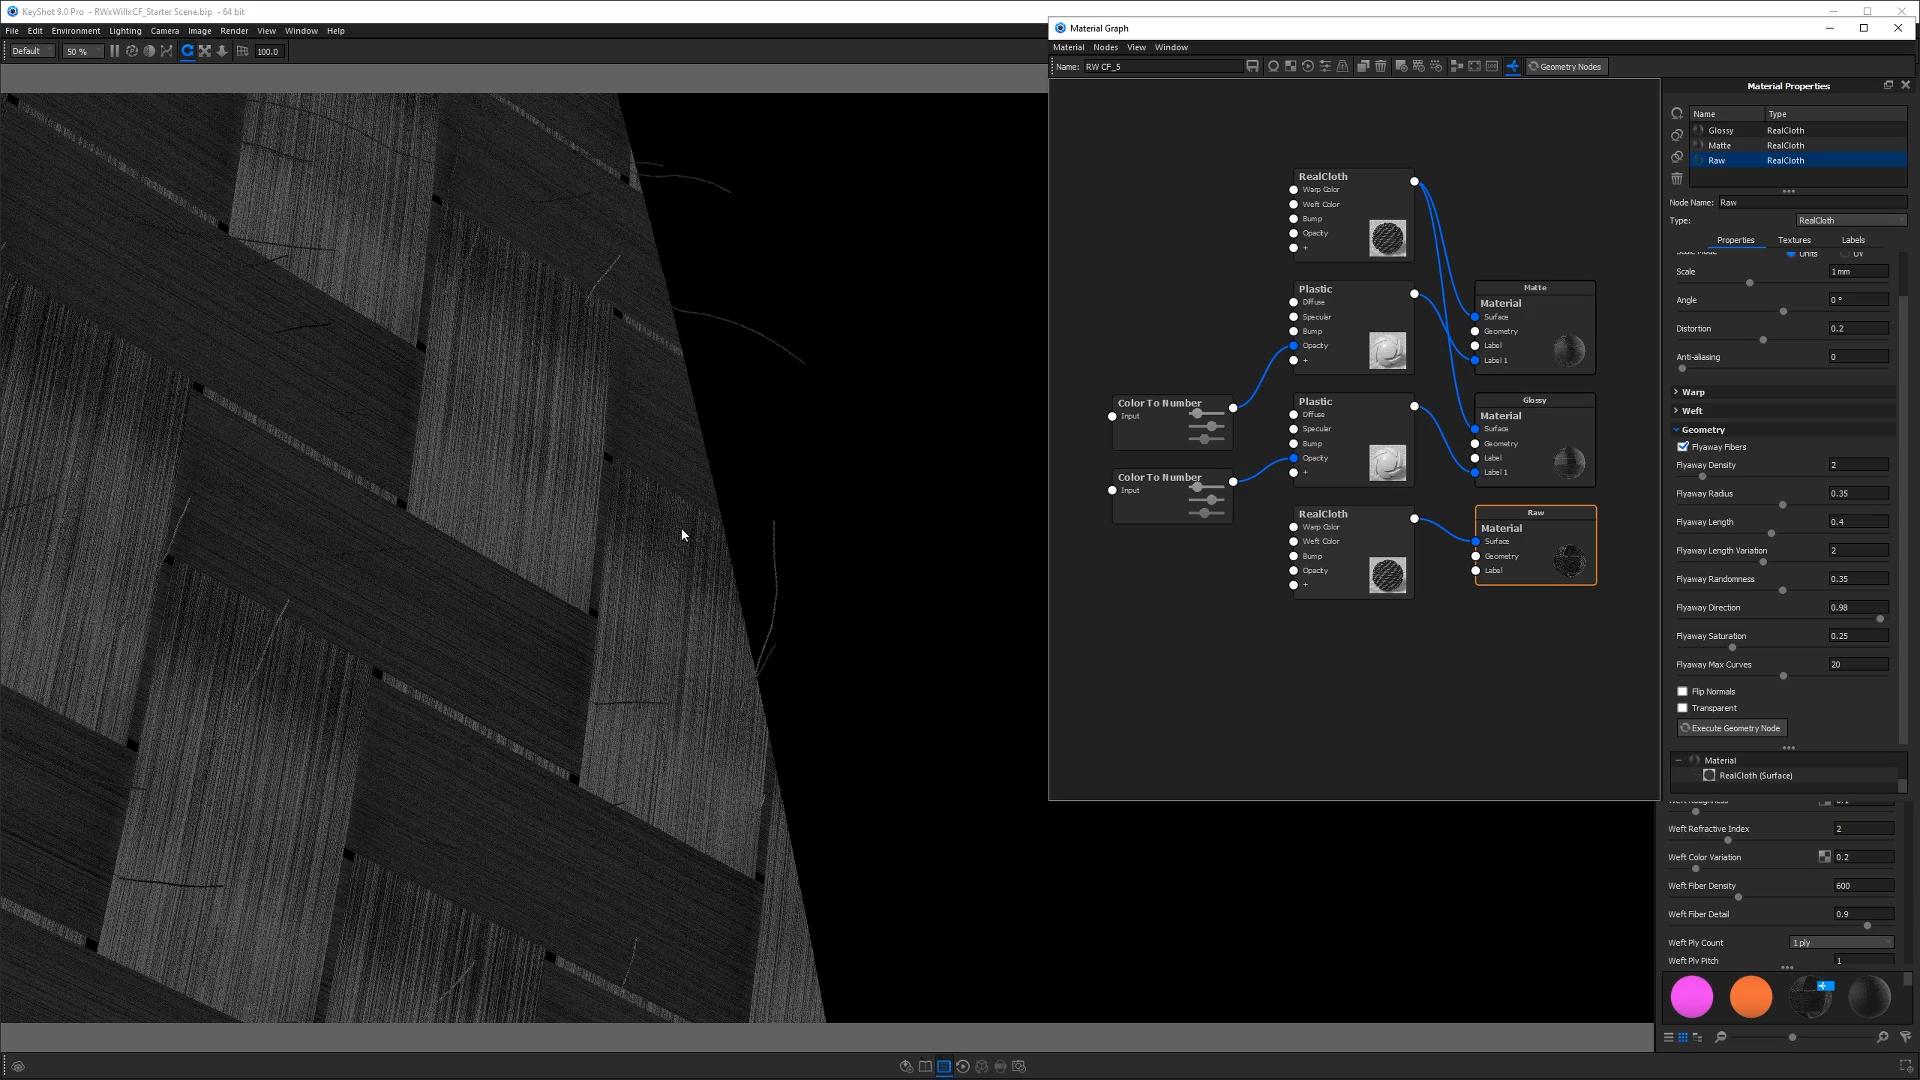 KeyShot 9.0 Pro - RWxWillxCF_Starter Scene.bip - 64 bit
File Edit Environment Lighting Camera Image Render View Window Help
Default 50 % 100.0
Material Graph
Material Nodes View Window
Name: RW CF_5 Geometry Nodes
RealCloth
Warp Color
Weft Color
Bump
Opacity
+
Plastic
Diffuse
Specular
Bump
Opacity
+
Matte
Material
Surface
Geometry
Label
Label 1
Color To Number
Input
Plastic
Diffuse
Specular
Bump
Opacity
+
Glossy
Material
Surface
Geometry
Label
Label 1
Color To Number
Input
RealCloth
Warp Color
Weft Color
Bump
Opacity
+
Raw
Material
Surface
Geometry
Label
Material Properties
Name Type
Glossy RealCloth
Matte RealCloth
Raw RealCloth
Node Name: Raw
Type: RealCloth
Properties Textures Labels
Scale Mode Units UV
Scale 1 mm
Angle 0 °
Distortion 0.2
Anti-aliasing 0
Warp
Weft
Geometry
Flyaway Fibers
Flyaway Density 2
Flyaway Radius 0.35
Flyaway Length 0.4
Flyaway Length Variation 2
Flyaway Randomness 0.35
Flyaway Direction 0.98
Flyaway Saturation 0.25
Flyaway Max Curves 20
Flip Normals
Transparent
Execute Geometry Node
Material
RealCloth (Surface)
Weft Roughness
Weft Refractive Index 2
Weft Color Variation 0.2
Weft Fiber Density 600
Weft Fiber Detail 0.9
Weft Ply Count 1 ply
Weft Ply Pitch 1